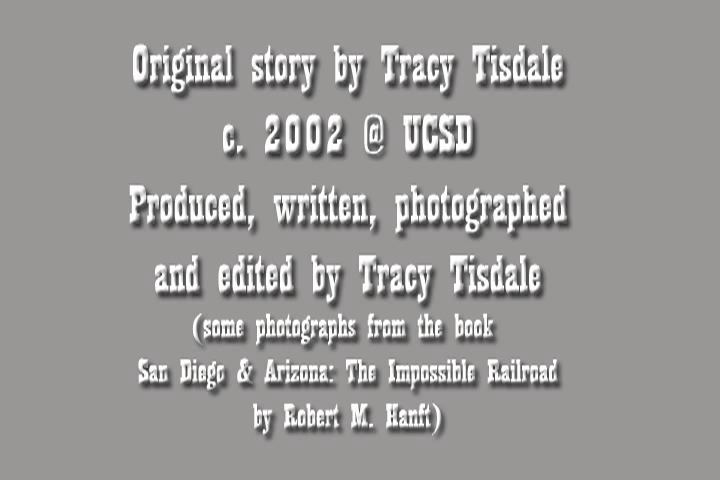 Original story by Tracy Tisdale
c. 2002 @ UCSD
Produced, written, photographed
and edited by Tracy Tisdale
(some photographs from the book
San Diego & Arizona: The Impossible Railroad
by Robert M. Hanft)